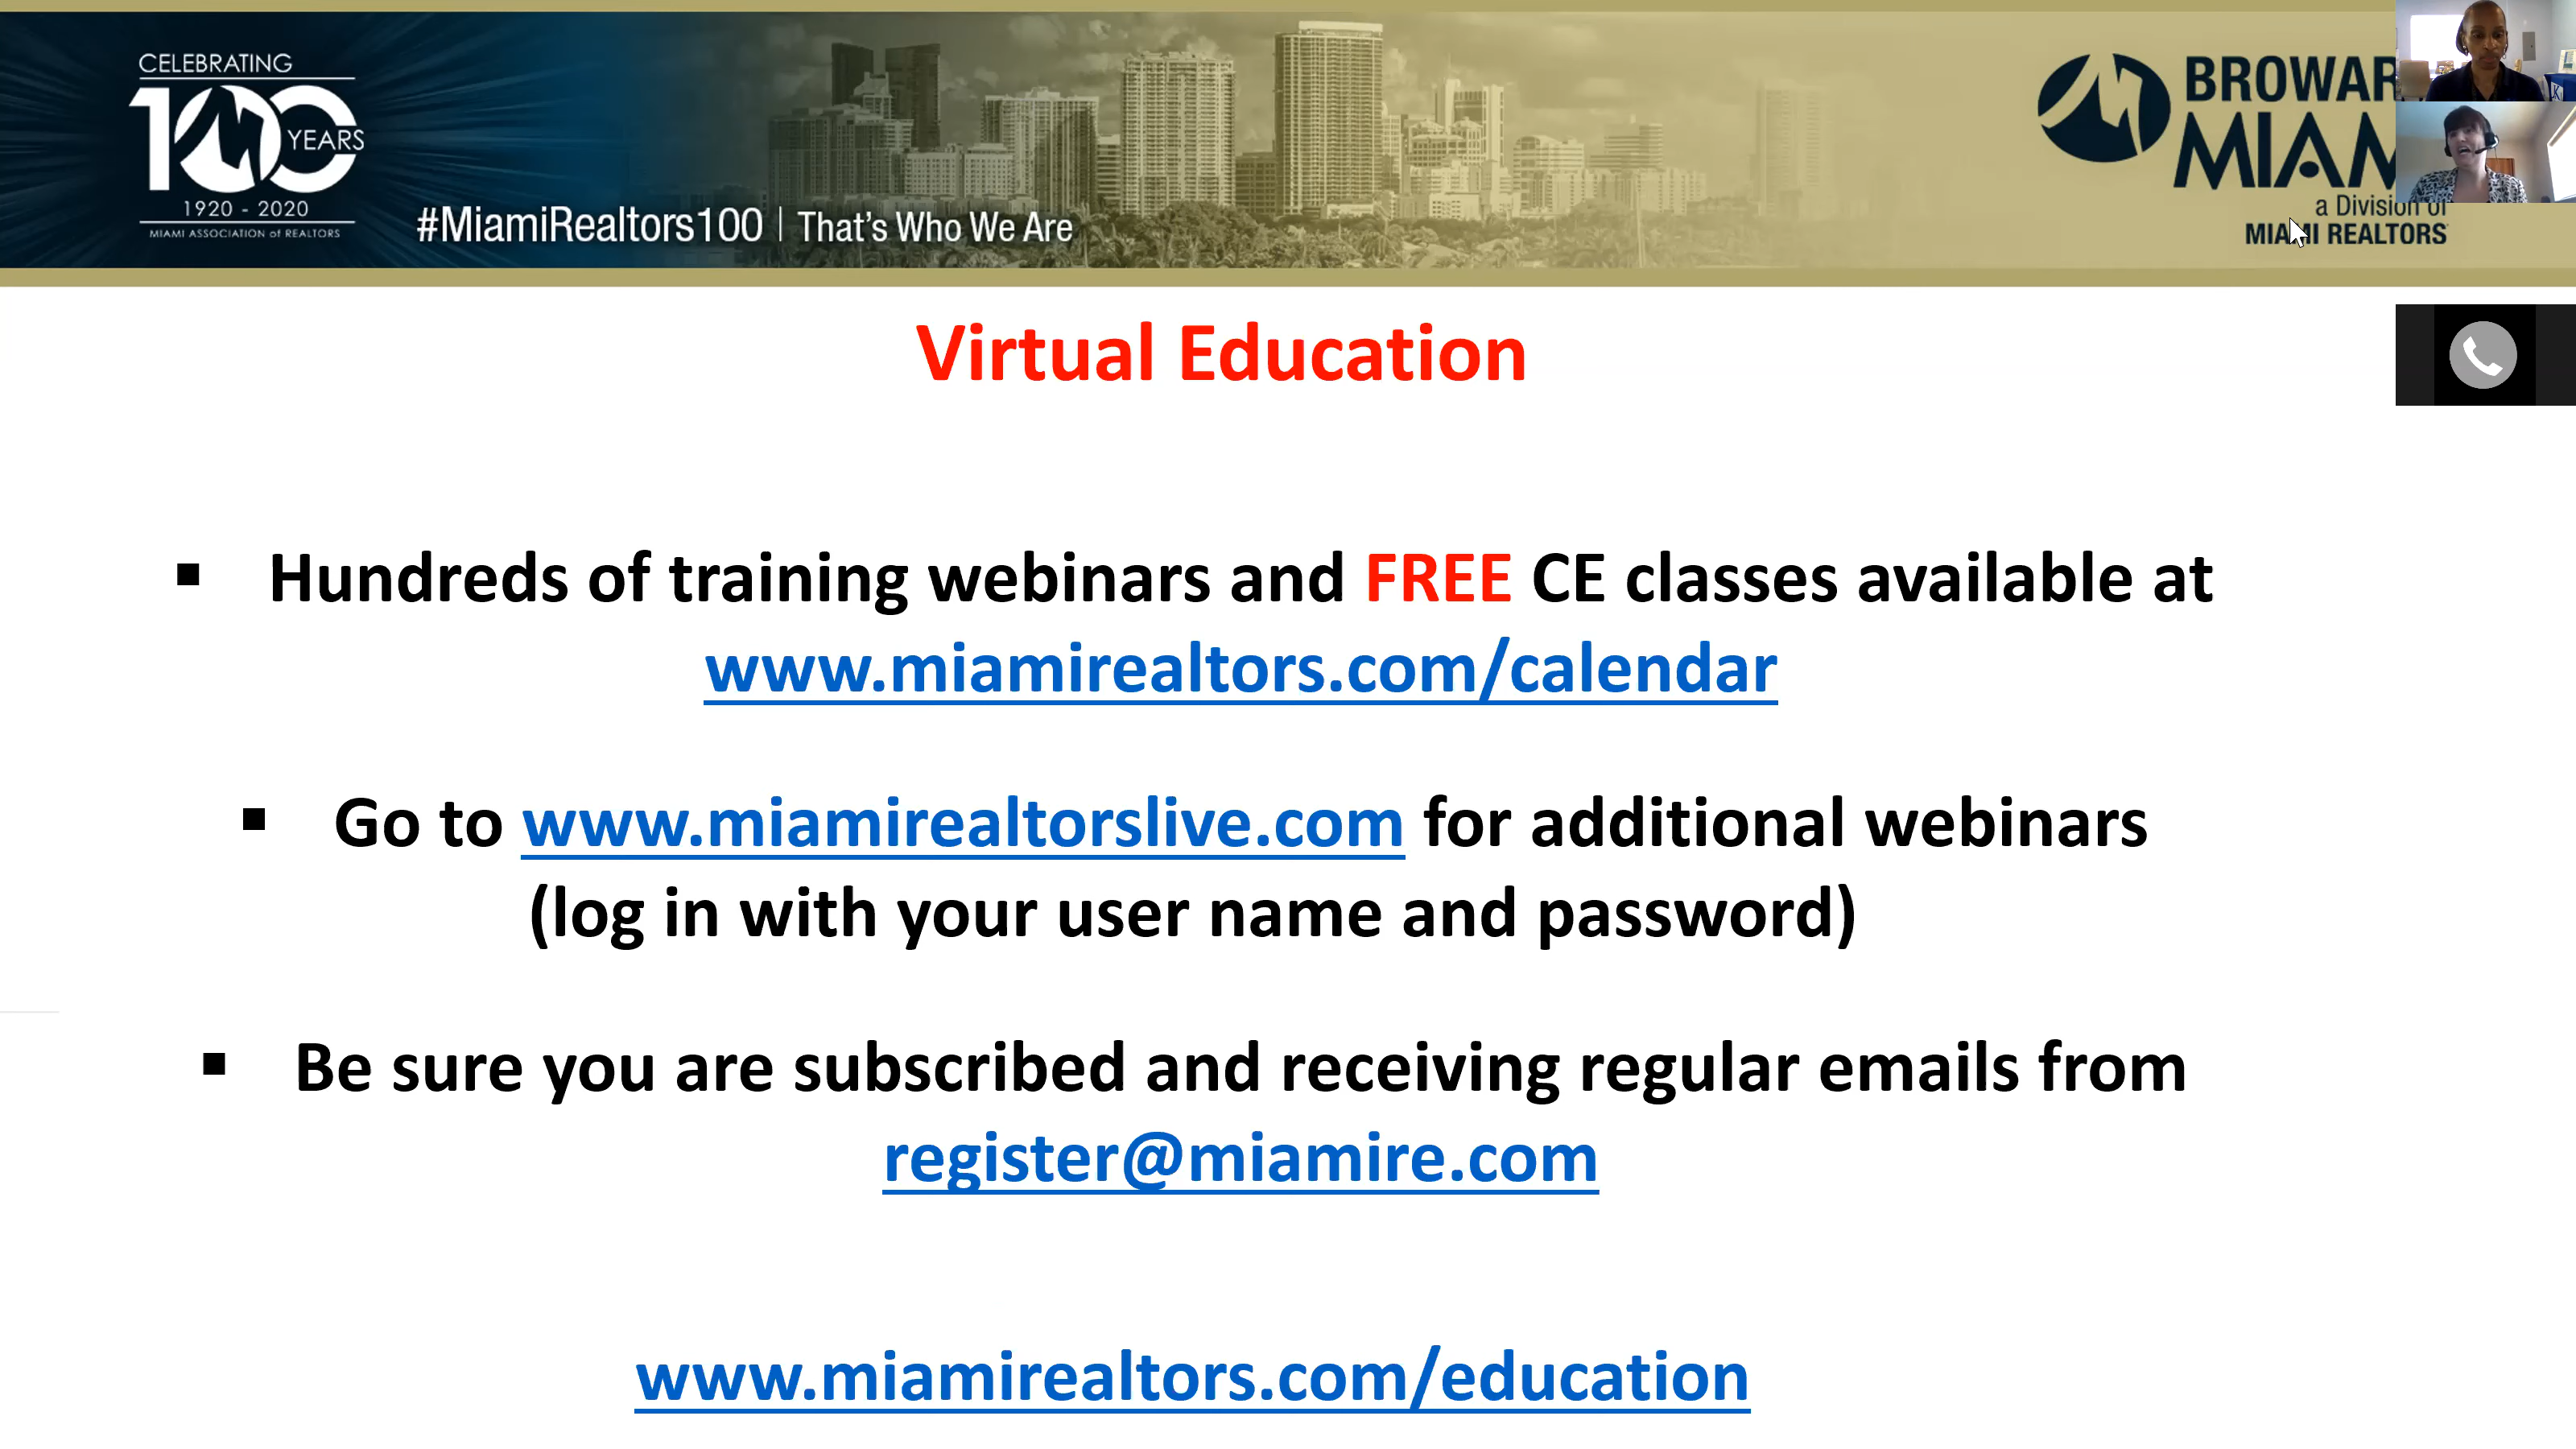 CELEBRATING
100 YEARS
1920 - 2020
MIAMI ASSOCIATION of REALTORS
#MiamiRealtors100 | That's Who We Are
a Division of
MIAMI REALTORS
Virtual Education
▪ Hundreds of training webinars and FREE CE classes available at
www.miamirealtors.com/calendar
▪ Go to www.miamirealtorslive.com for additional webinars
(log in with your user name and password)
▪ Be sure you are subscribed and receiving regular emails from
register@miamire.com
www.miamirealtors.com/education